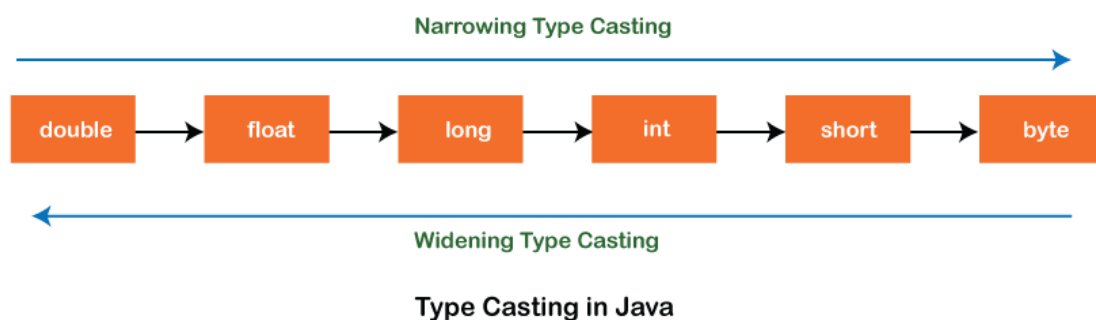 Narrowing Type Casting
double
float
long
int
short
byte
Widening Type Casting
Type Casting in Java